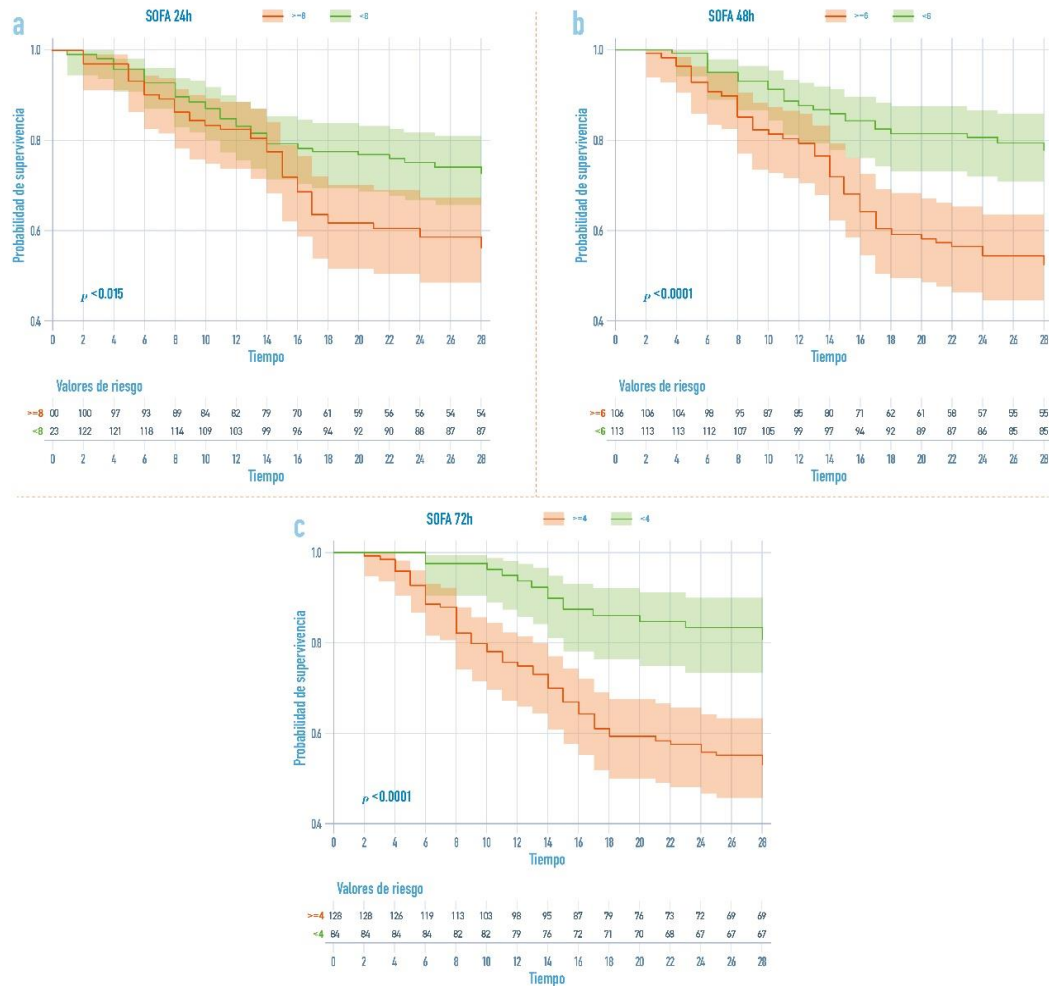 a
SOFA 24h
>=8
<8
Probabilidad de supervivencia
1.0
0.8
0.6
0.4
p <0.015
0 2 4 6 8 10 12 14 16 18 20 22 24 26 28
Tiempo
Valores de riesgo
>=8 00 100 97 93 89 84 82 79 70 61 59 56 56 54 54
<8 23 122 121 118 114 109 103 99 96 94 92 90 88 87 87
0 2 4 6 8 10 12 14 16 18 20 22 24 26 28
Tiempo
b
SOFA 48h
>=6
<6
Probabilidad de supervivencia
1.0
0.8
0.6
0.4
p <0.0001
0 2 4 6 8 10 12 14 16 18 20 22 24 26 28
Tiempo
Valores de riesgo
>=6 106 106 104 98 95 87 85 80 71 62 61 58 57 55 55
<6 113 113 113 112 107 105 99 97 94 92 89 87 86 85 85
0 2 4 6 8 10 12 14 16 18 20 22 24 26 28
Tiempo
c
SOFA 72h
>=4
<4
Probabilidad de supervivencia
1.0
0.8
0.6
0.4
p <0.0001
0 2 4 6 8 10 12 14 16 18 20 22 24 26 28
Tiempo
Valores de riesgo
>=4 128 128 126 119 113 103 98 95 87 79 76 73 72 69 69
<4 84 84 84 84 82 82 79 76 72 71 70 68 67 67 67
0 2 4 6 8 10 12 14 16 18 20 22 24 26 28
Tiempo